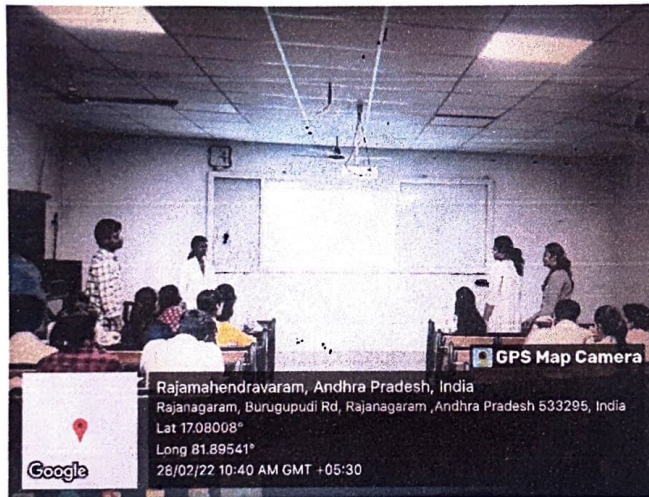 GPS Map Camera
Rajamahendravaram, Andhra Pradesh, India
Rajanagaram, Burugupudi Rd, Rajanagaram ,Andhra Pradesh 533295, India
Lat 17.08008°
Long 81.89541°
28/02/22 10:40 AM GMT +05:30
Google